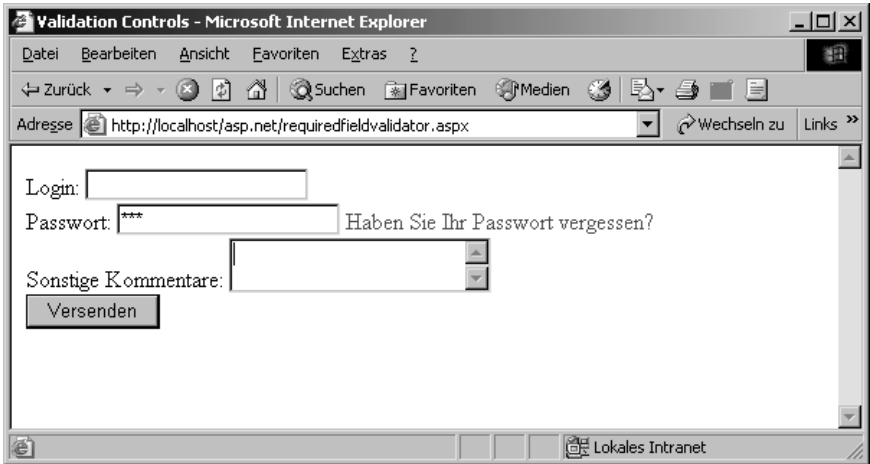 Validation Controls - Microsoft Internet Explorer
Datei Bearbeiten Ansicht Favoriten Extras ?
Zurück Suchen Favoriten Medien
Adresse http://localhost/asp.net/requiredfieldvalidator.aspx Wechseln zu Links »
Login:
Passwort: *** Haben Sie Ihr Passwort vergessen?
Sonstige Kommentare:
Versenden
Lokales Intranet